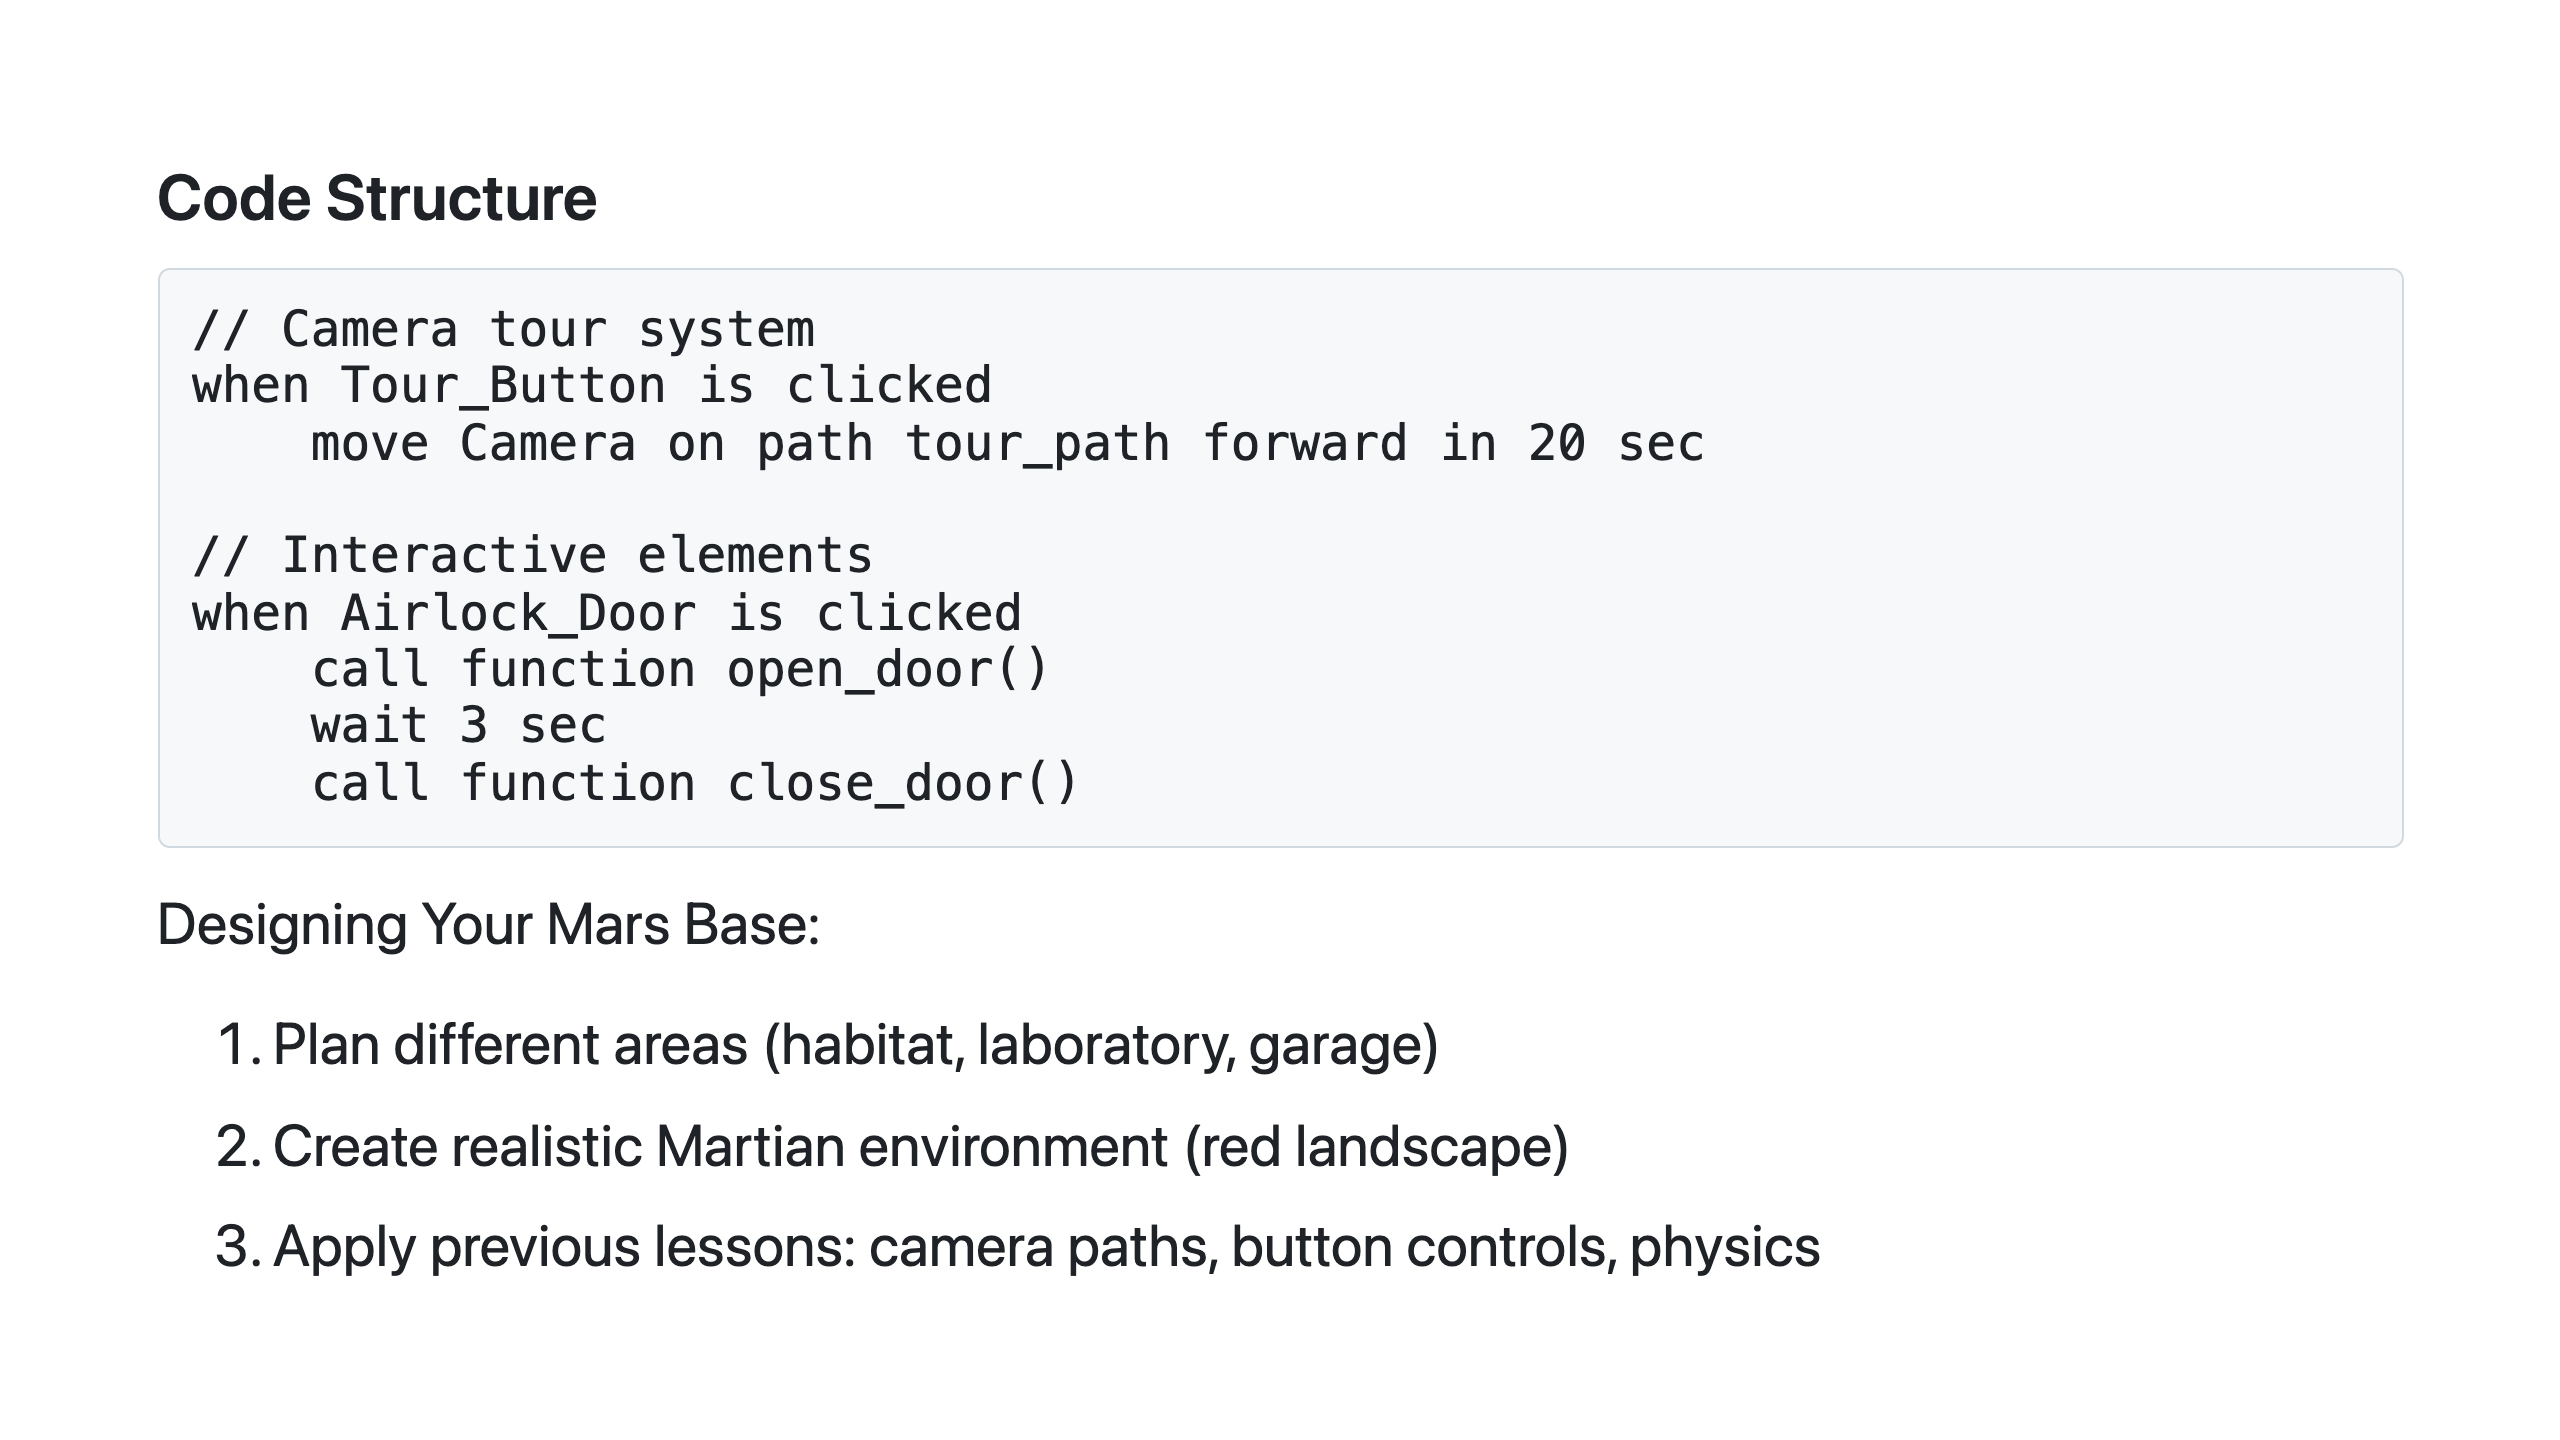 Code Structure
// Camera tour system
when Tour_Button is clicked
    move Camera on path tour_path forward in 20 sec
// Interactive elements
when Airlock_Door is clicked
    call function open_door()
    wait 3 sec
    call function close_door()
Designing Your Mars Base:
1. Plan different areas (habitat, laboratory, garage)
2. Create realistic Martian environment (red landscape)
3. Apply previous lessons: camera paths, button controls, physics